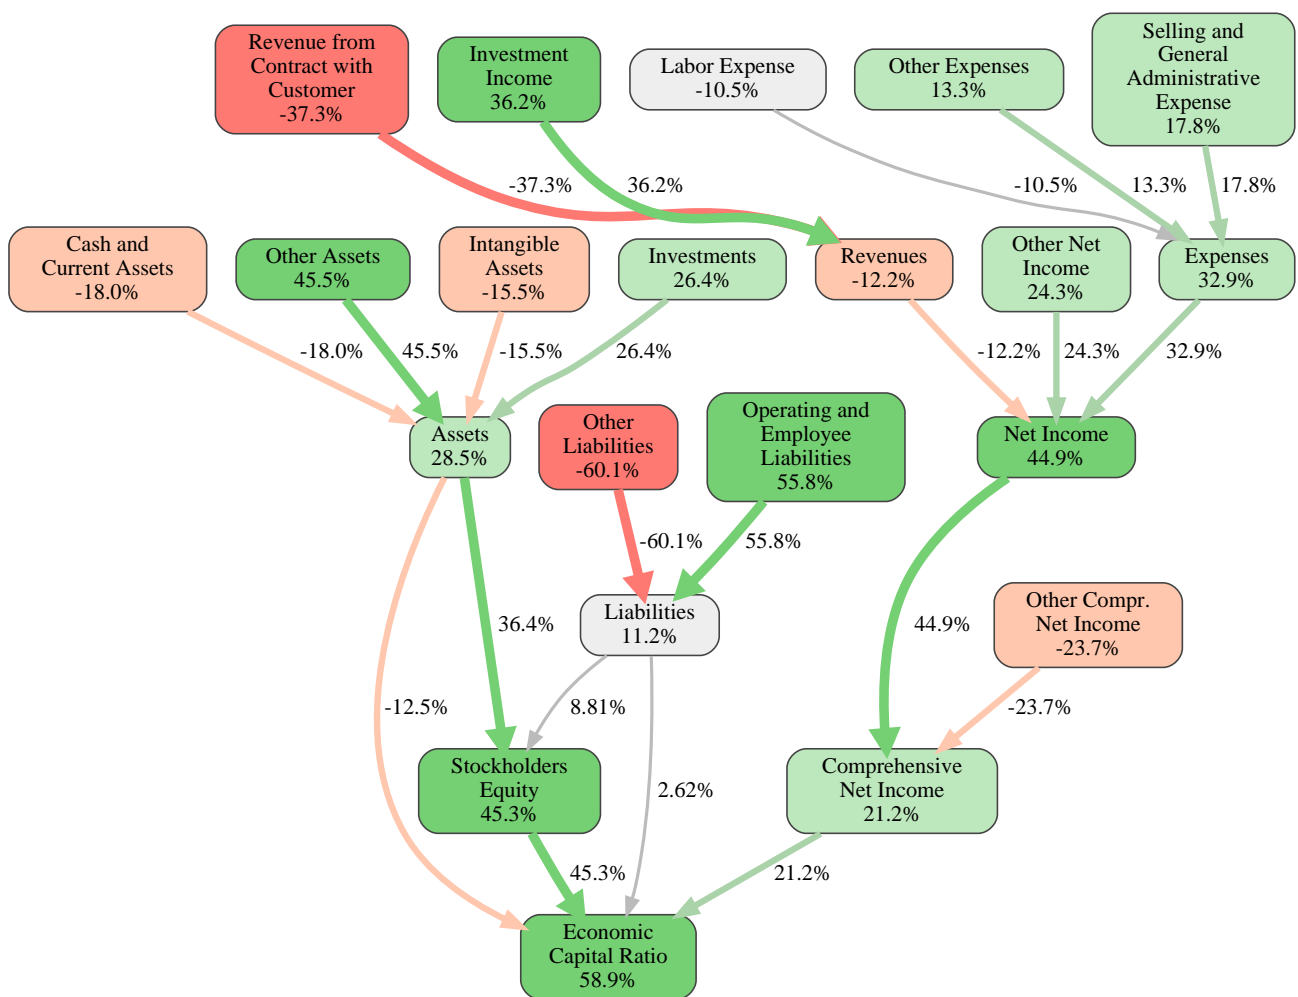 Revenue from
Contract with
Customer
-37.3%
Investment
Income
36.2%
Labor Expense
-10.5%
Other Expenses
13.3%
Selling and
General
Administrative
Expense
17.8%
-37.3%
36.2%
-10.5%
13.3%
17.8%
Cash and
Current Assets
-18.0%
Other Assets
45.5%
Intangible
Assets
-15.5%
Investments
26.4%
Revenues
-12.2%
Other Net
Income
24.3%
Expenses
32.9%
-18.0%
45.5%
-15.5%
26.4%
-12.2%
24.3%
32.9%
Assets
28.5%
Other
Liabilities
-60.1%
Operating and
Employee
Liabilities
55.8%
Net Income
44.9%
-60.1%
55.8%
36.4%
Liabilities
11.2%
44.9%
Other Compr.
Net Income
-23.7%
-12.5%
8.81%
-23.7%
Stockholders
Equity
45.3%
2.62%
Comprehensive
Net Income
21.2%
45.3%
21.2%
Economic
Capital Ratio
58.9%